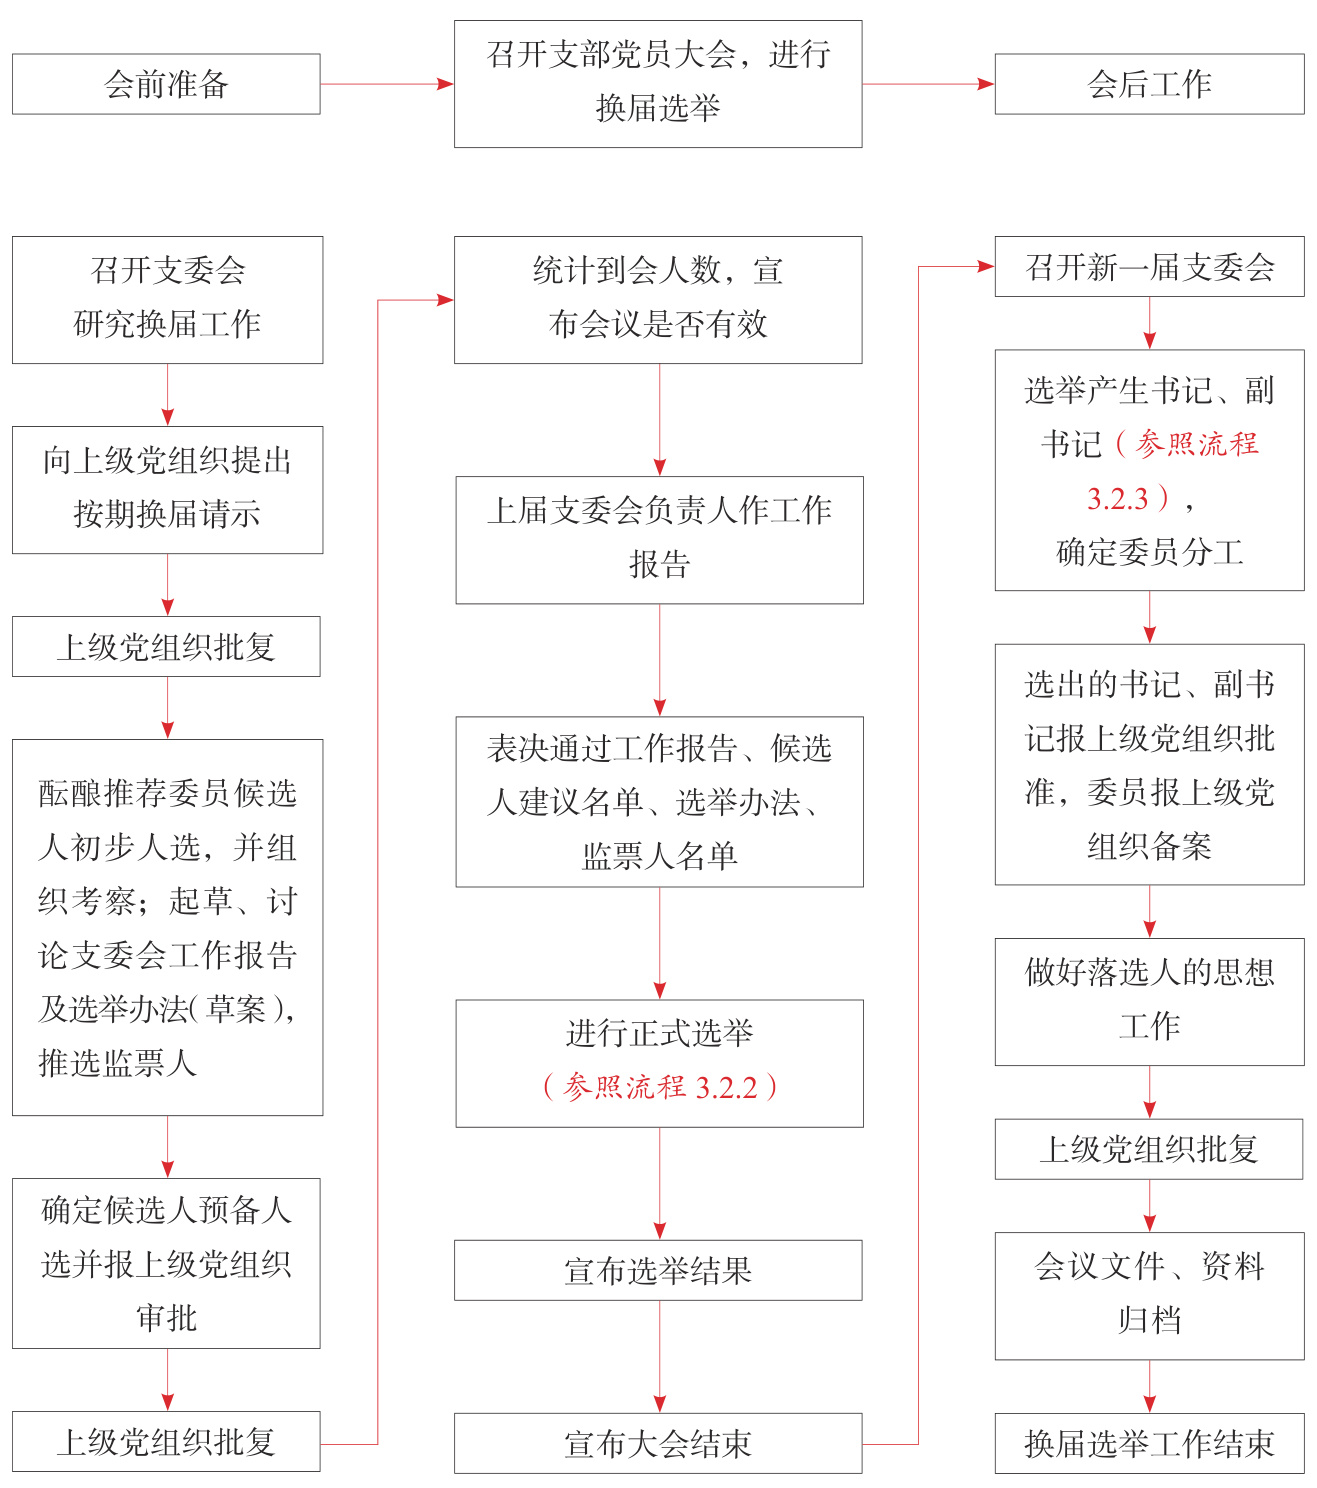 会前准备
召开支部党员大会，进行
换届选举
会后工作
召开支委会
研究换届工作
向上级党组织提出
按期换届请示
上级党组织批复
酝酿推荐委员候选
人初步人选，并组
织考察；起草、讨
论支委会工作报告
及选举办法(草案)，
推选监票人
确定候选人预备人
选并报上级党组织
审批
上级党组织批复
统计到会人数，宣
布会议是否有效
上届支委会负责人作工作
报告
表决通过工作报告、候选
人建议名单、选举办法、
监票人名单
进行正式选举
（参照流程 3.2.2）
宣布选举结果
宣布大会结束
召开新一届支委会
选举产生书记、副
书记（参照流程
3.2.3），
确定委员分工
选出的书记、副书
记报上级党组织批
准，委员报上级党
组织备案
做好落选人的思想
工作
上级党组织批复
会议文件、资料
归档
换届选举工作结束